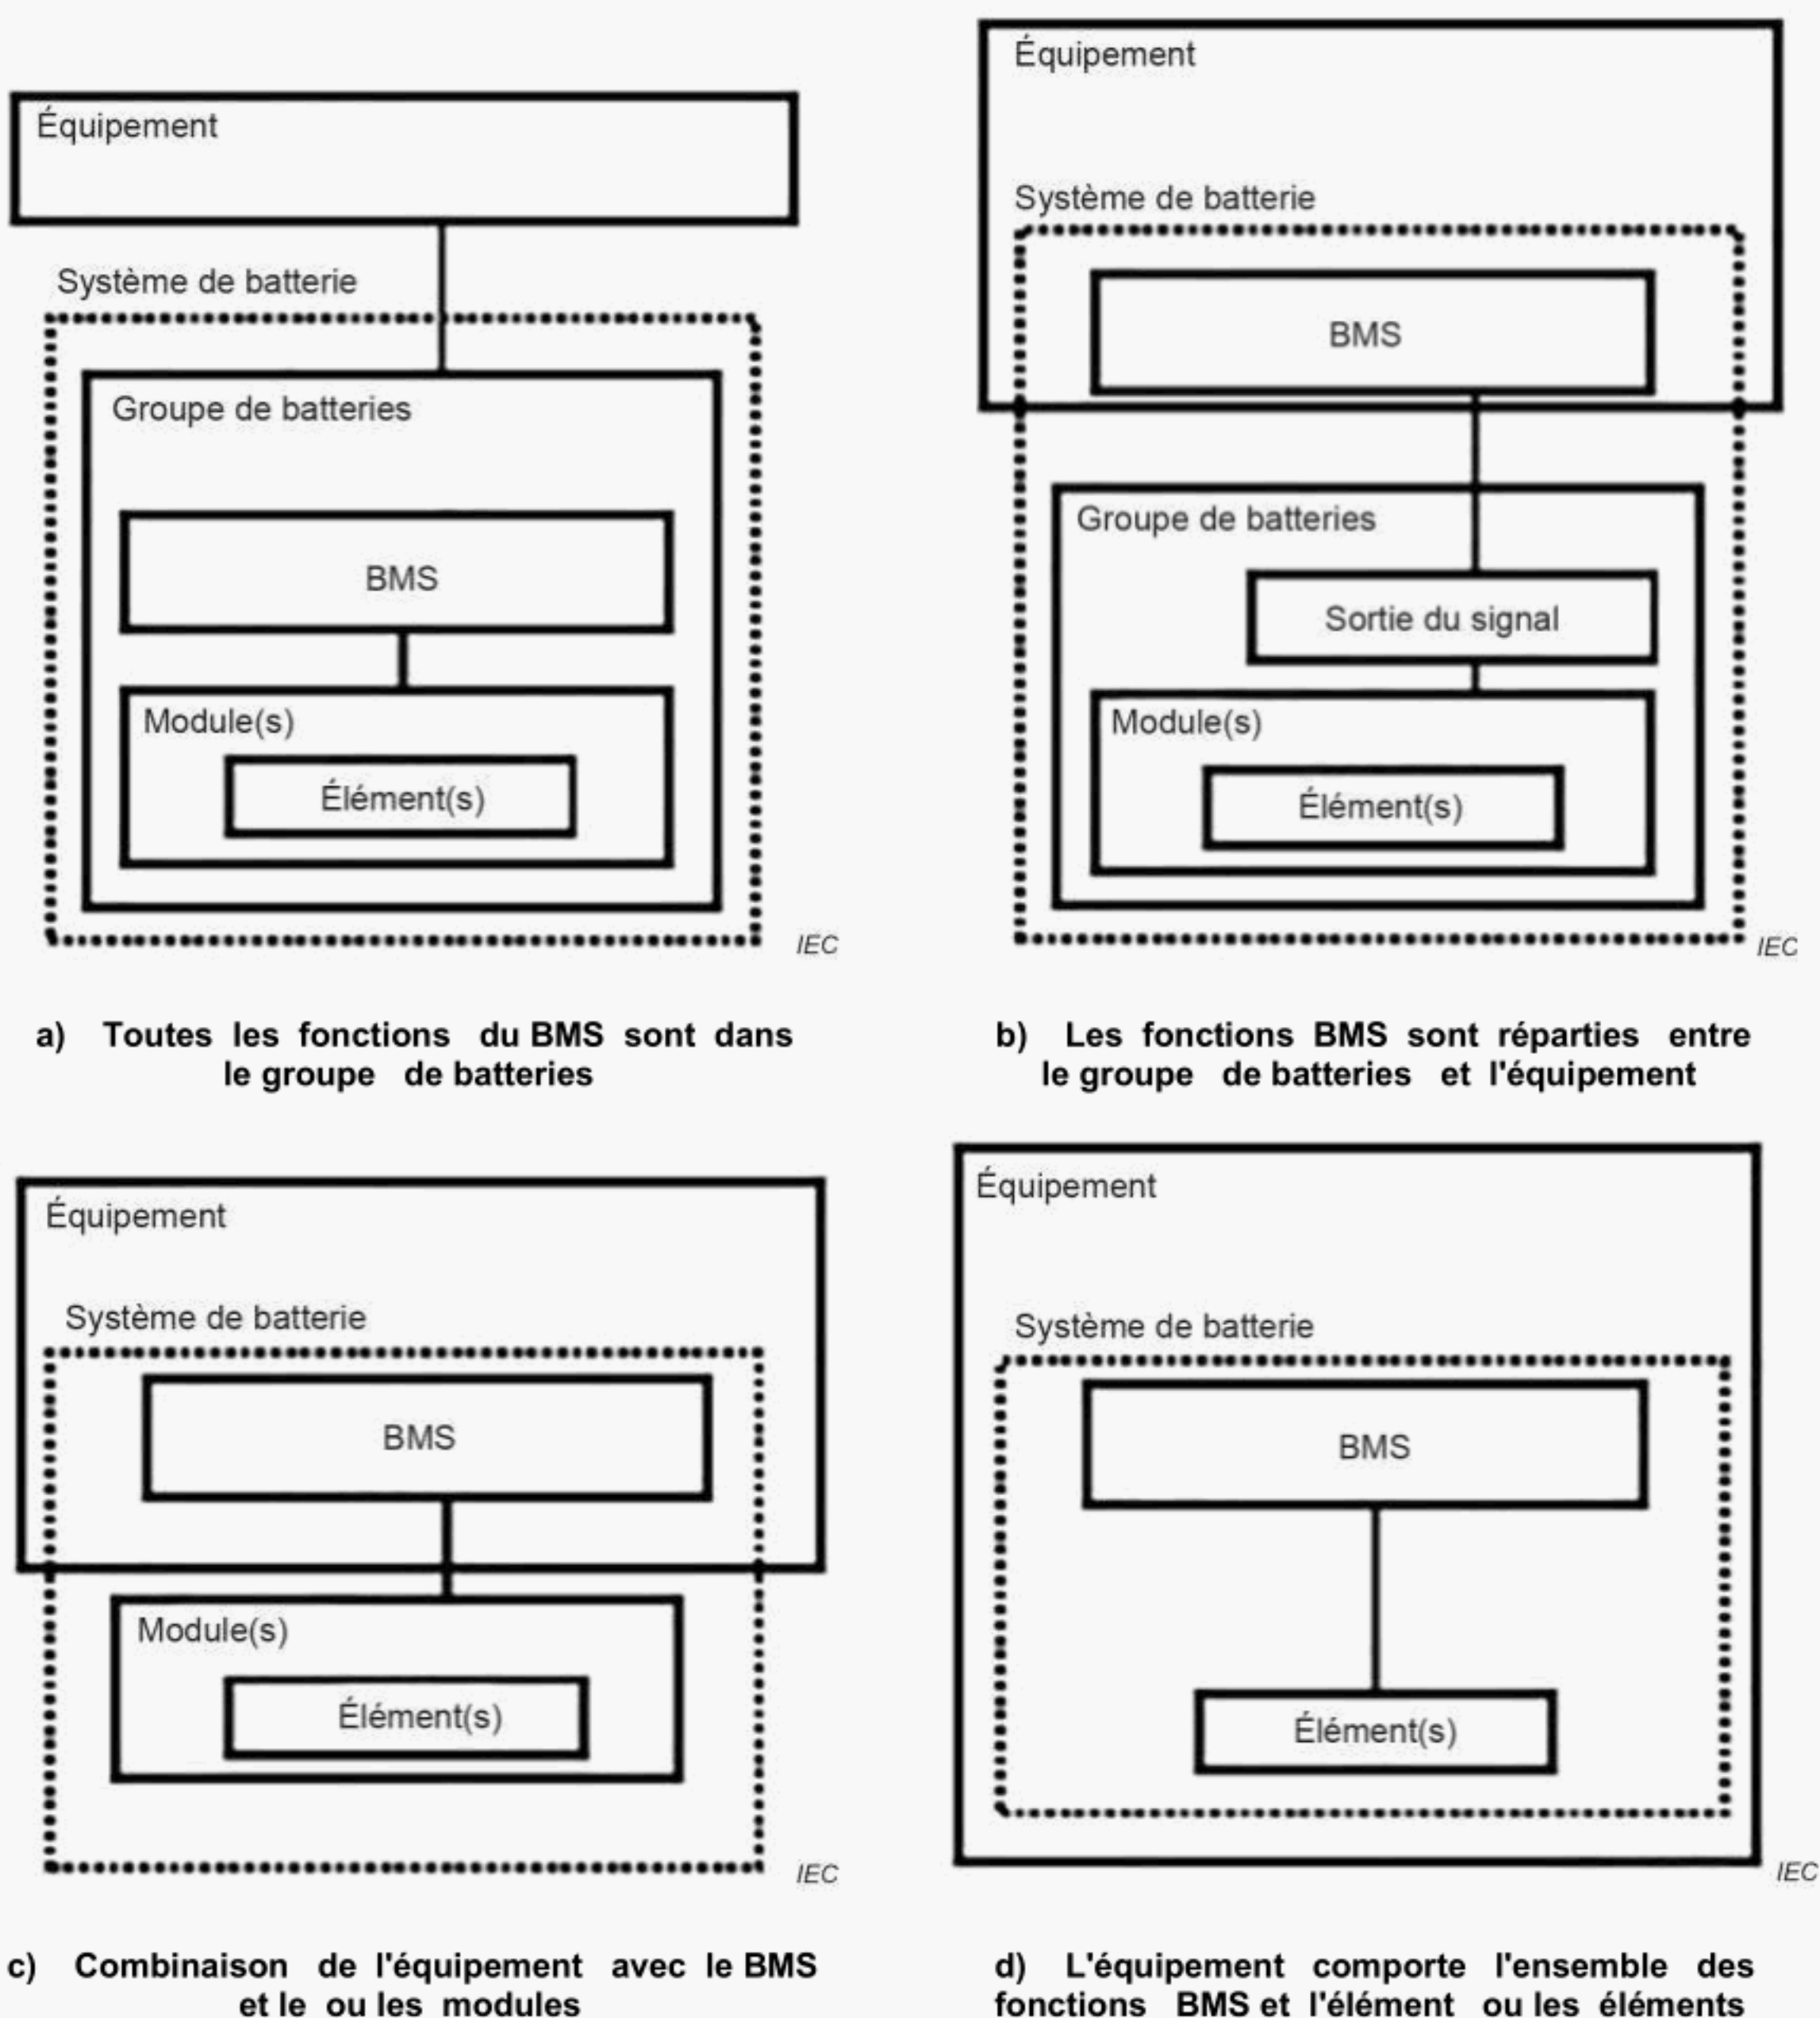 Équipement
Système de batterie
Groupe de batteries
BMS
Module(s)
Élément(s)
IEC
a) Toutes les fonctions du BMS sont dans
le groupe de batteries
Équipement
Système de batterie
BMS
Groupe de batteries
Sortie du signal
Module(s)
Élément(s)
IEC
b) Les fonctions BMS sont réparties entre
le groupe de batteries et l'équipement
Équipement
Système de batterie
BMS
Module(s)
Élément(s)
IEC
c) Combinaison de l'équipement avec le BMS
et le ou les modules
Équipement
Système de batterie
BMS
Élément(s)
IEC
d) L'équipement comporte l'ensemble des
fonctions BMS et l'élément ou les éléments